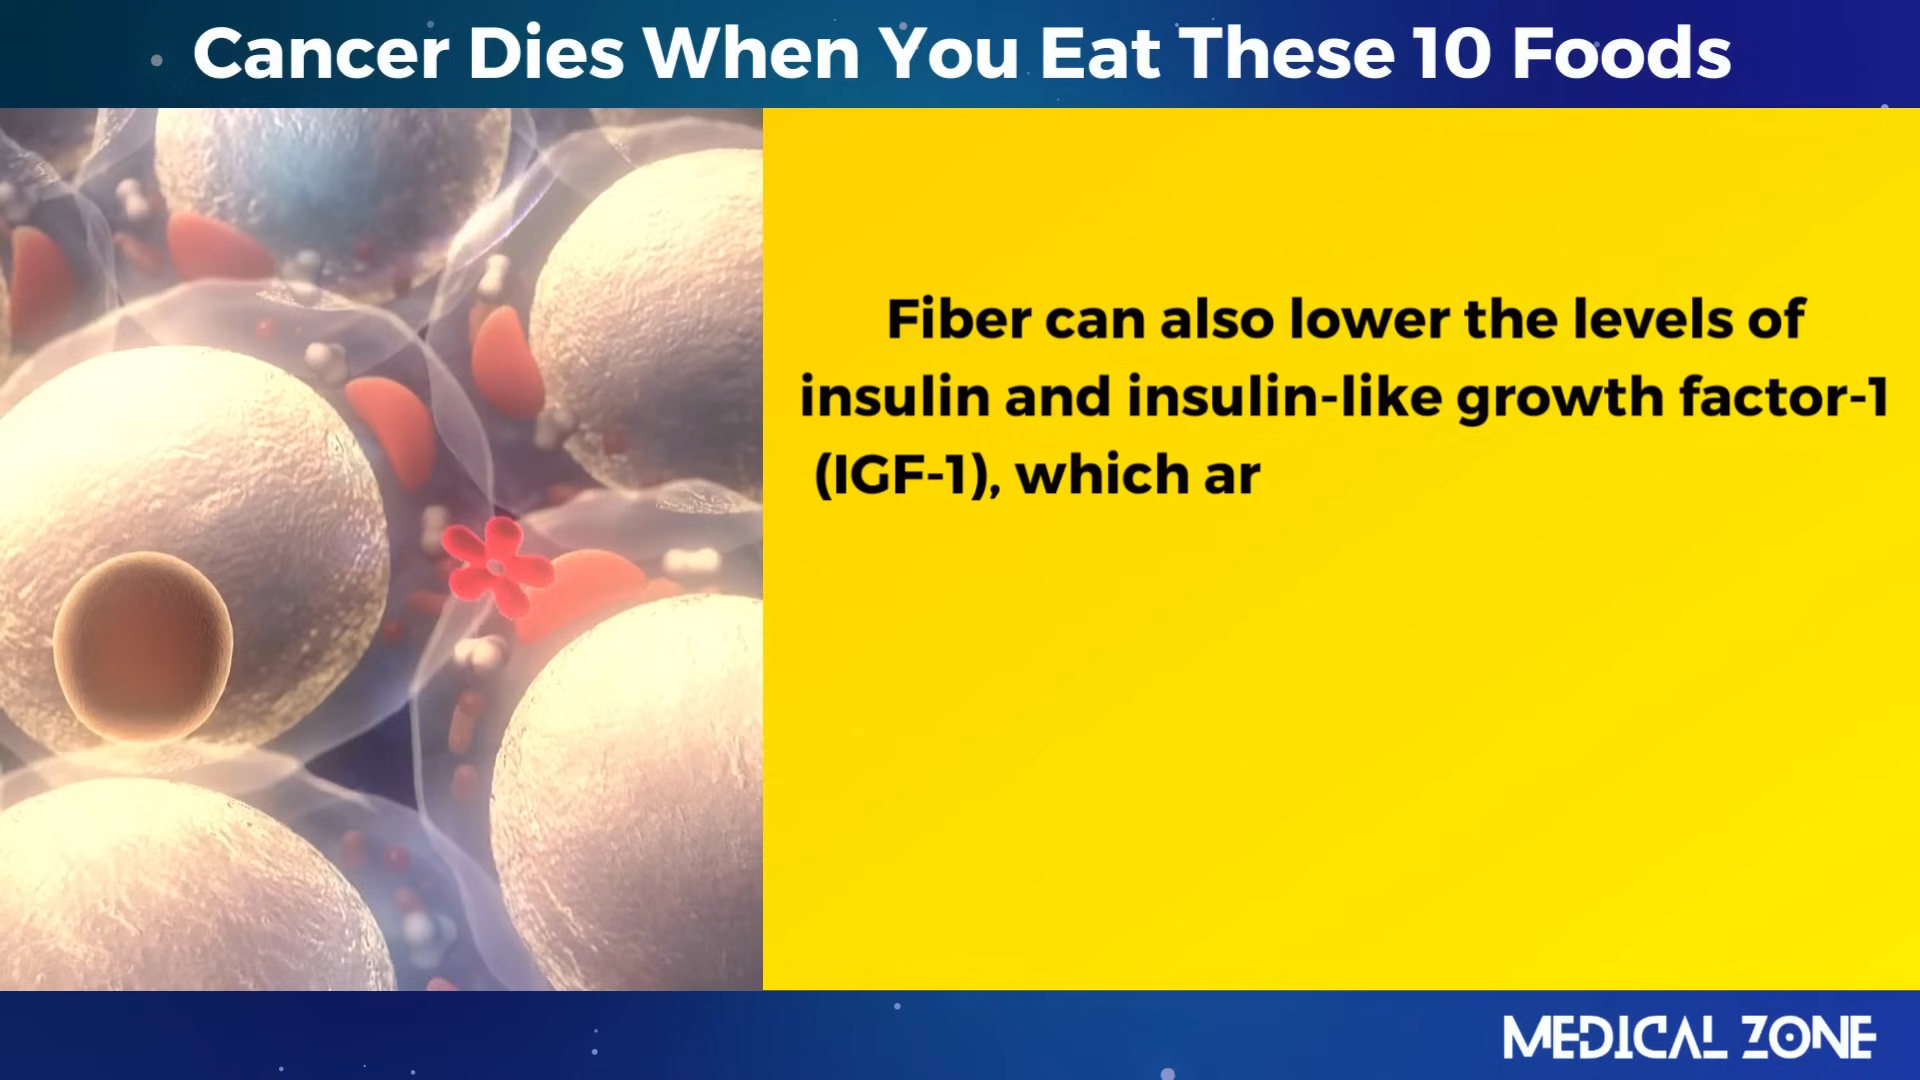 Cancer Dies When You Eat These 10 Foods
Fiber can also lower the levels of
insulin and insulin-like growth factor-1
(IGF-1), which ar
MEDICAL ZONE